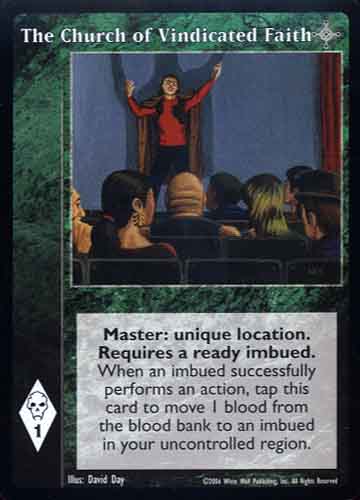 The Church of Vindicated Faith
Master: unique location.
Requires a ready imbued.
When an imbued successfully
performs an action, tap this
card to move 1 blood from
the blood bank to an imbued
in your uncontrolled region.
1
Illus: David Day
©2006 White Wolf Publishing, Inc. All Rights Reserved